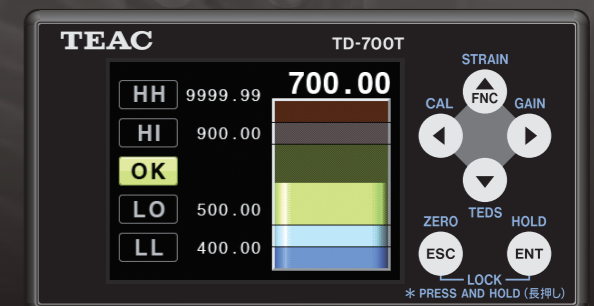 TEAC
TD-700T
700.00
HH 9999.99
HI 900.00
OK
LO 500.00
LL 400.00
STRAIN
FNC
CAL
GAIN
TEDS
ZERO
HOLD
ESC
ENT
LOCK
* PRESS AND HOLD (長押し)